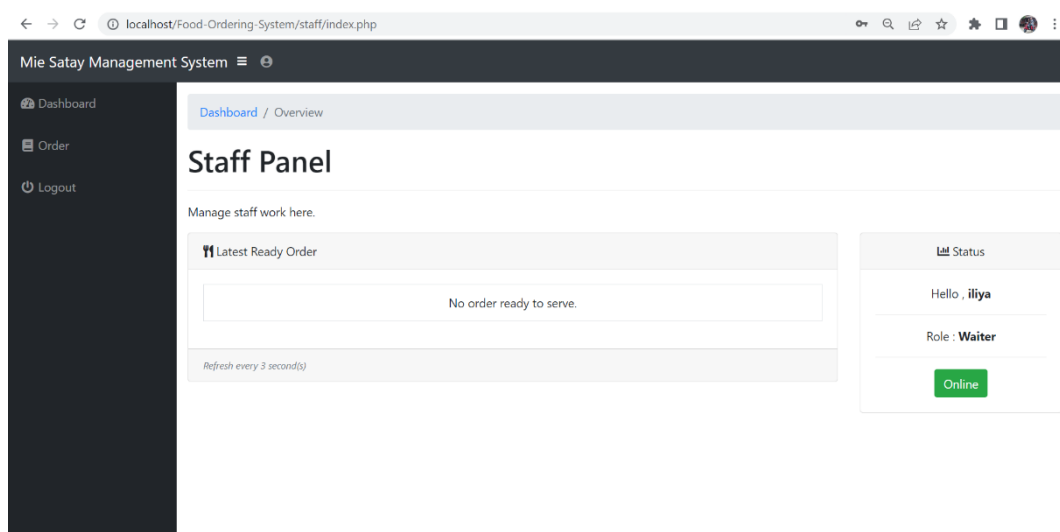 localhost/Food-Ordering-System/staff/index.php
Mie Satay Management System
Dashboard
Order
Logout
Dashboard / Overview
Staff Panel
Manage staff work here.
Latest Ready Order
No order ready to serve.
Refresh every 3 second(s)
Status
Hello , iliya
Role : Waiter
Online